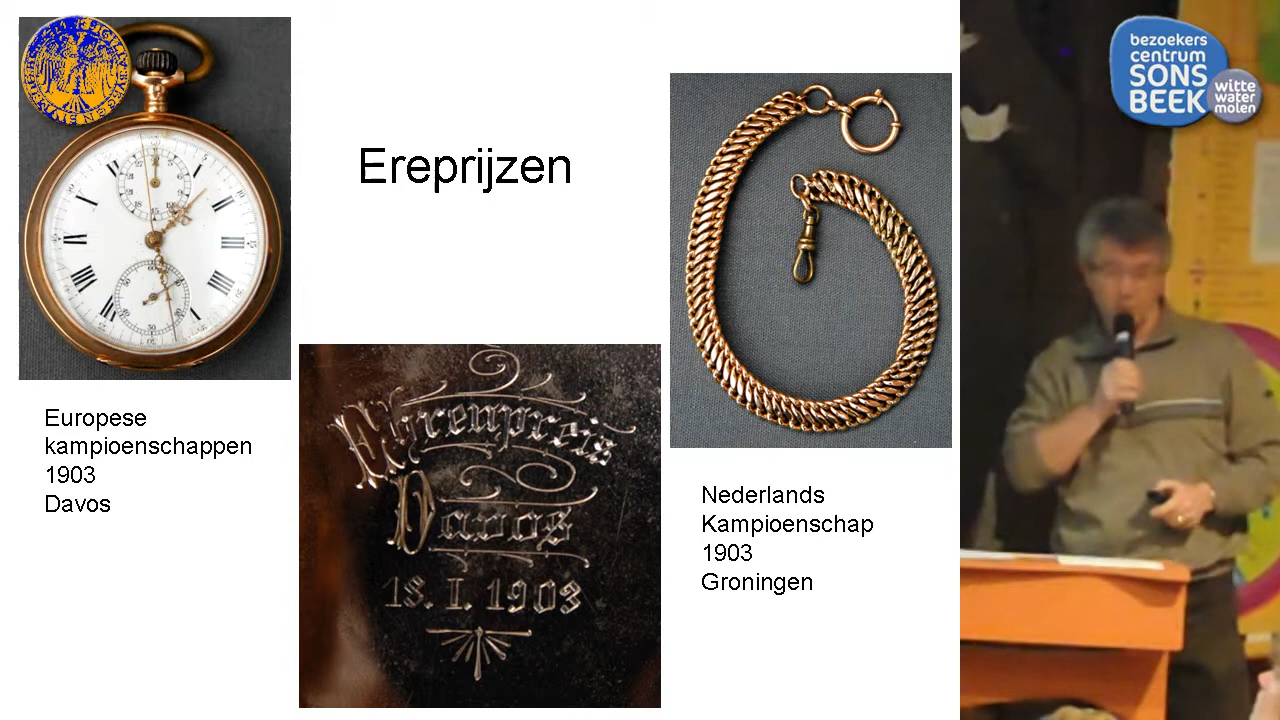 Ereprijzen
Europese
kampioenschappen
1903
Davos
Ehrenpreis
Davos
18. I. 1903
Nederlands
Kampioenschap
1903
Groningen
bezoekers
centrum
SONS
BEEK
witte
water
molen